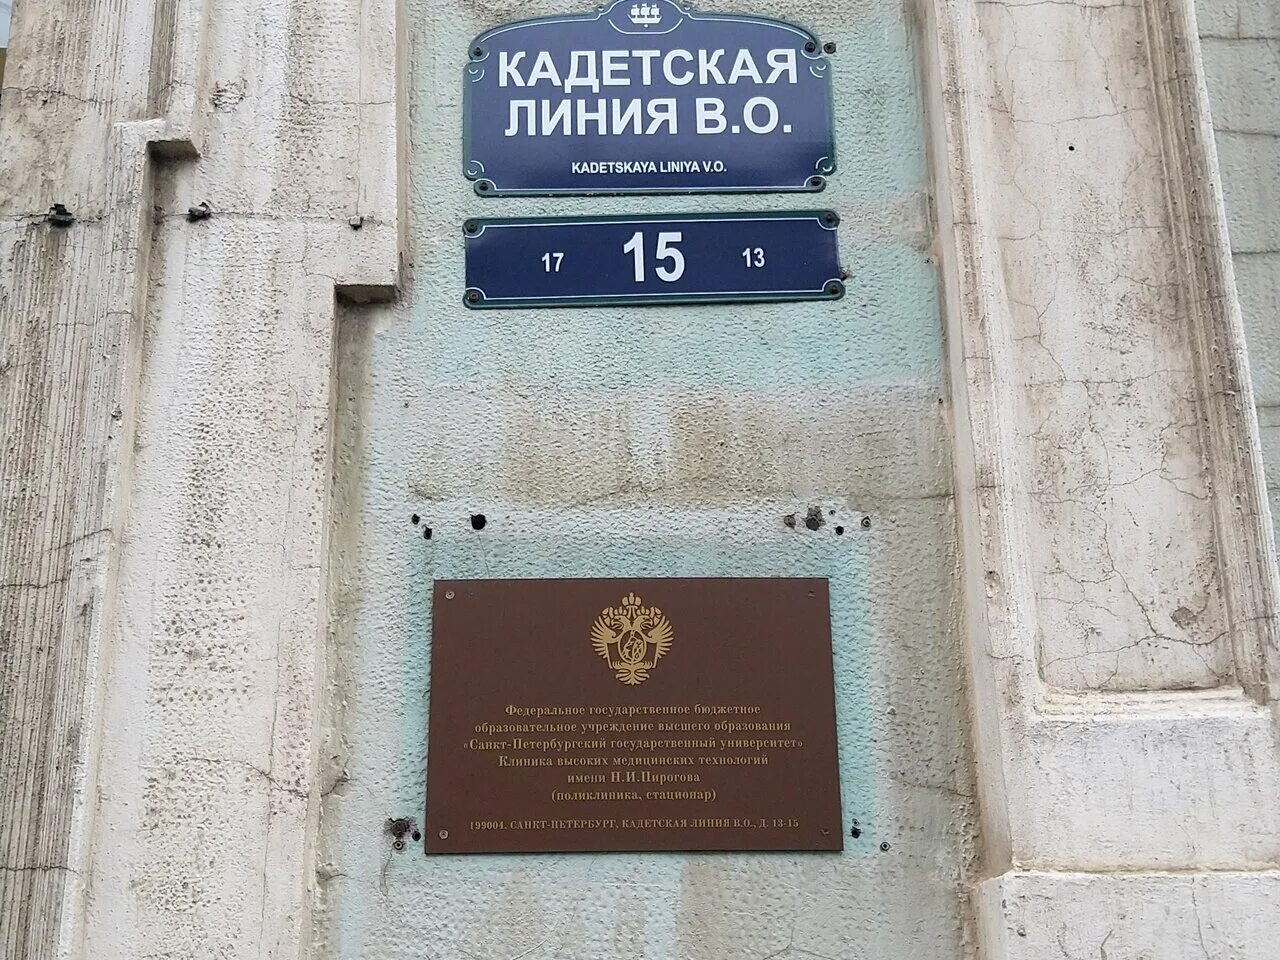 КАДЕТСКАЯ
ЛИНИЯ В.О.
KADETSKAYA LINIYA V.O.
17 15 13
Федеральное государственное бюджетное
образовательное учреждение высшего образования
«Санкт-Петербургский государственный университет»
Клиника высоких медицинских технологий
имени Н.И.Пирогова
(поликлиника, стационар)
199004, САНКТ-ПЕТЕРБУРГ, КАДЕТСКАЯ ЛИНИЯ В.О., Д. 13-15